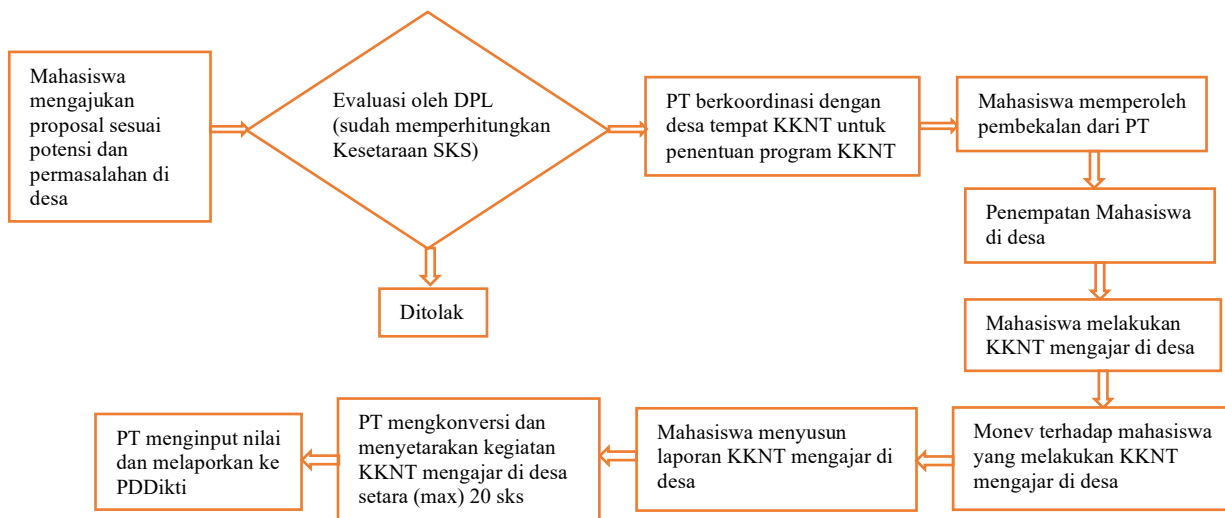 Mahasiswa
mengajukan
proposal sesuai
potensi dan
permasalahan di
desa
Evaluasi oleh DPL
(sudah memperhitungkan
Kesetaraan SKS)
Ditolak
PT berkoordinasi dengan
desa tempat KKNT untuk
penentuan program KKNT
Mahasiswa memperoleh
pembekalan dari PT
Penempatan Mahasiswa
di desa
Mahasiswa melakukan
KKNT mengajar di desa
Monev terhadap mahasiswa
yang melakukan KKNT
mengajar di desa
Mahasiswa menyusun
laporan KKNT mengajar di
desa
PT mengkonversi dan
menyetarakan kegiatan
KKNT mengajar di desa
setara (max) 20 sks
PT menginput nilai
dan melaporkan ke
PDDikti